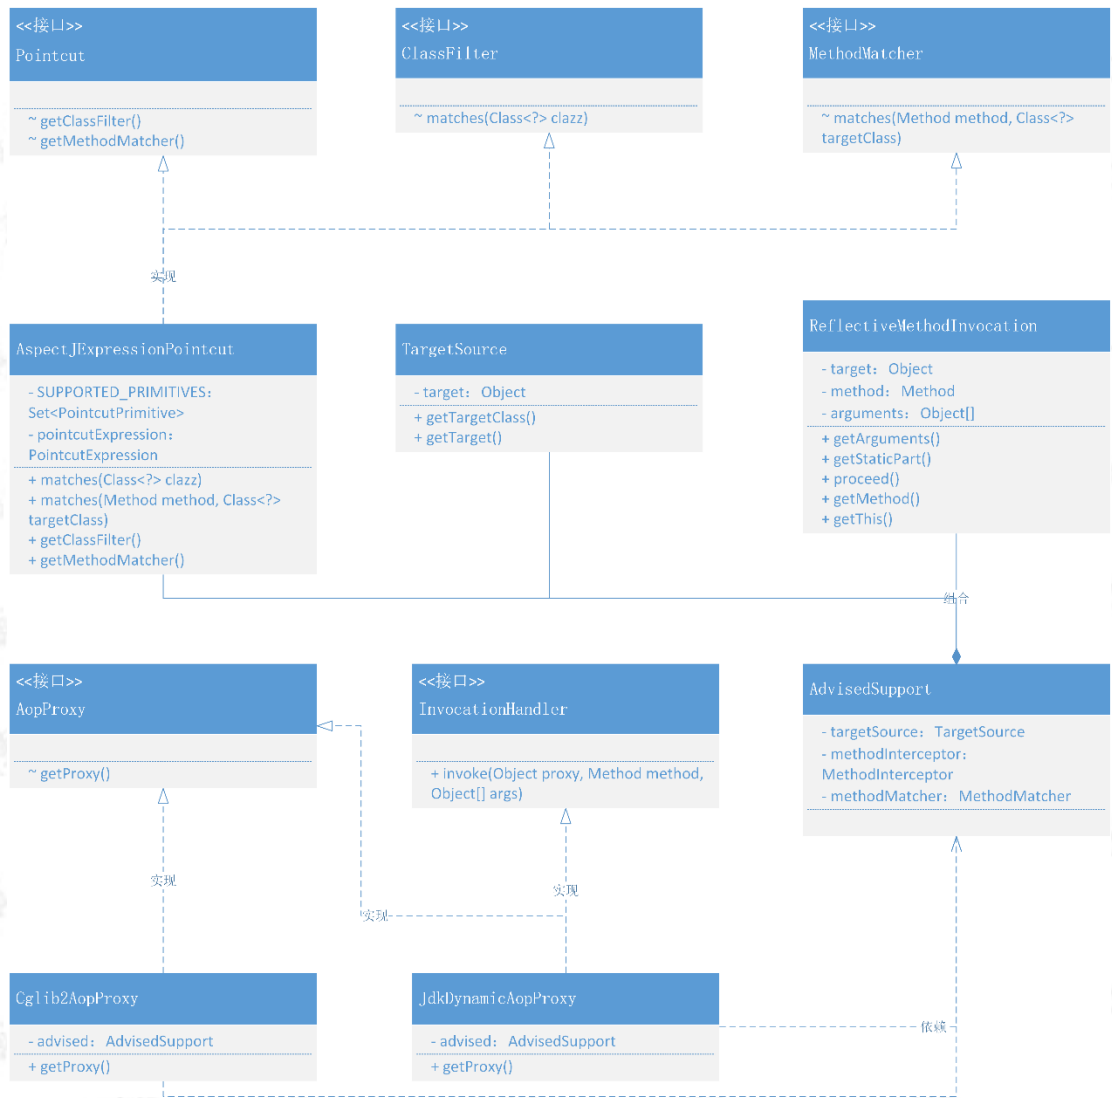 <<接口>>
Pointcut
~ getClassFilter()
~ getMethodMatcher()
<<接口>>
ClassFilter
~ matches(Class<?> clazz)
<<接口>>
MethodMatcher
~ matches(Method method, Class<?>
targetClass)
实现
AspectJExpressionPointcut
- SUPPORTED_PRIMITIVES：
Set<PointcutPrimitive>
- pointcutExpression：
PointcutExpression
+ matches(Class<?> clazz)
+ matches(Method method, Class<?>
targetClass)
+ getClassFilter()
+ getMethodMatcher()
TargetSource
- target：Object
+ getTargetClass()
+ getTarget()
ReflectiveMethodInvocation
- target：Object
- method：Method
- arguments：Object[]
+ getArguments()
+ getStaticPart()
+ proceed()
+ getMethod()
+ getThis()
组合
<<接口>>
AopProxy
~ getProxy()
<<接口>>
InvocationHandler
+ invoke(Object proxy, Method method,
Object[] args)
AdvisedSupport
- targetSource：TargetSource
- methodInterceptor：
MethodInterceptor
- methodMatcher：MethodMatcher
实现
实现
实现
Cglib2AopProxy
- advised：AdvisedSupport
+ getProxy()
JdkDynamicAopProxy
- advised：AdvisedSupport
+ getProxy()
依赖